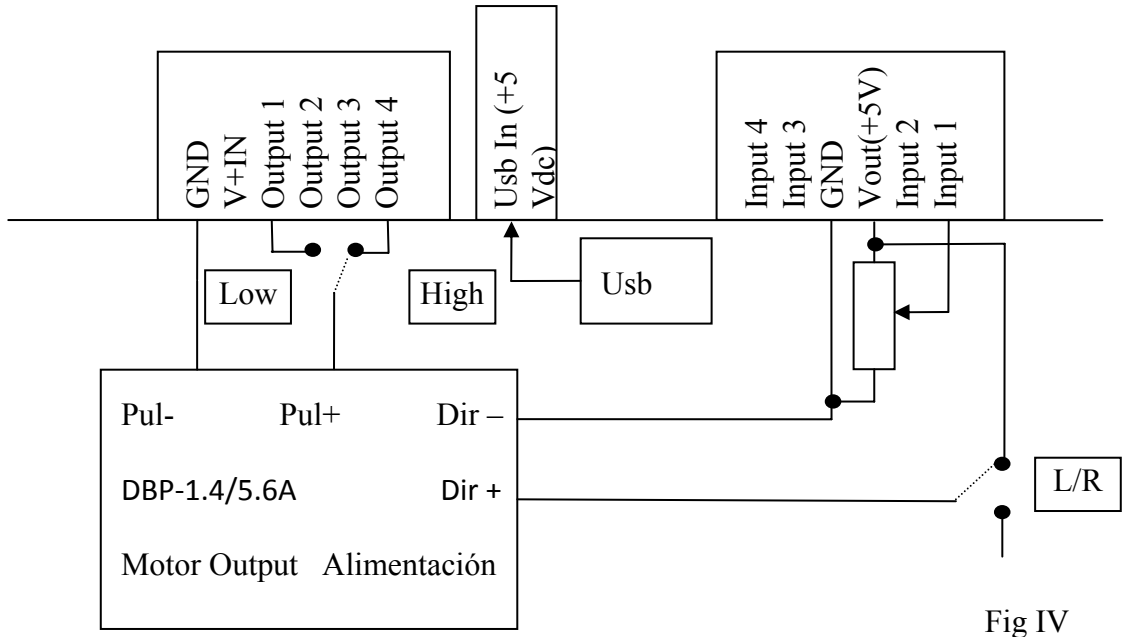 GND
V+IN
Output 1
Output 2
Output 3
Output 4
Usb In (+5
Vdc)
Input 4
Input 3
GND
Vout(+5V)
Input 2
Input 1
Low
High
Usb
Pul-
Pul+
Dir –
DBP-1.4/5.6A
Dir +
L/R
Motor Output
Alimentación
Fig IV